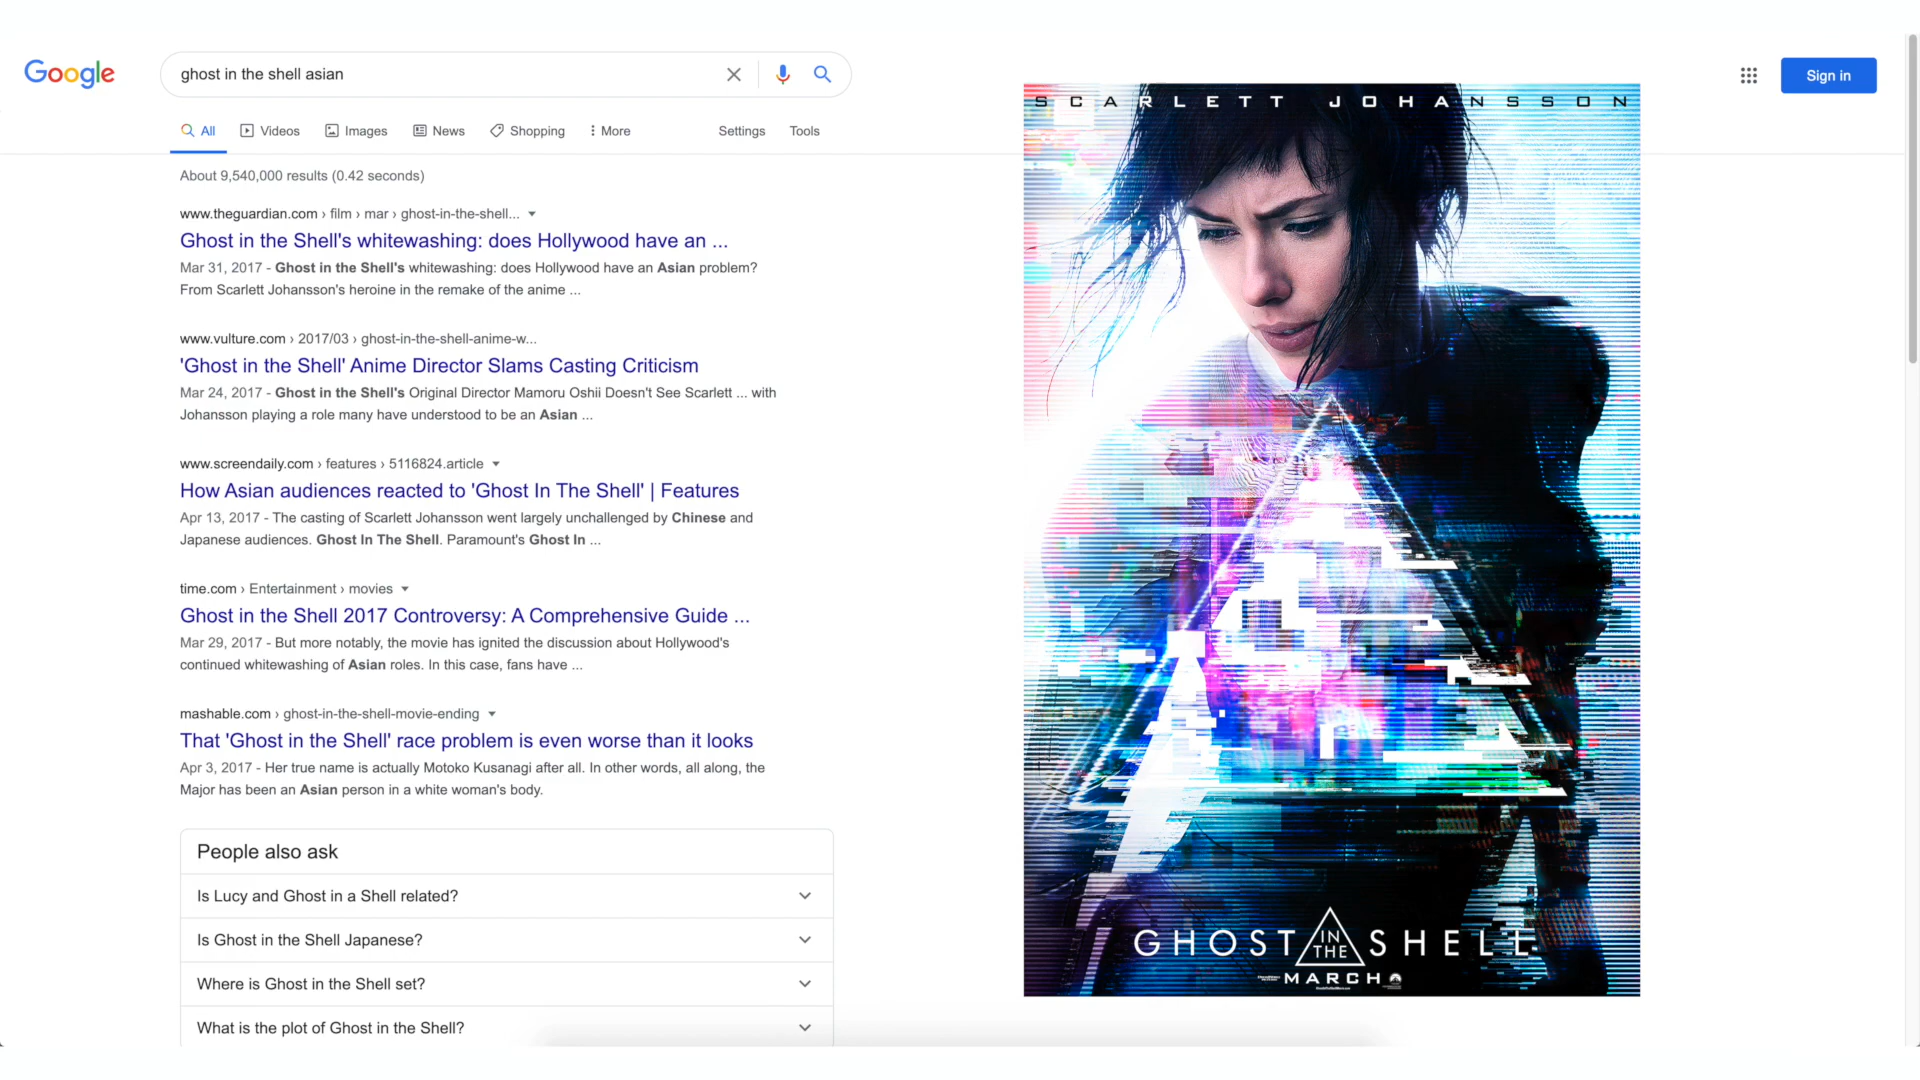 Google
ghost in the shell asian
Sign in
All
Videos
Images
News
Shopping
More
Settings
Tools
About 9,540,000 results (0.42 seconds)
www.theguardian.com › film › mar › ghost-in-the-shell...
Ghost in the Shell's whitewashing: does Hollywood have an ...
Mar 31, 2017 - Ghost in the Shell's whitewashing: does Hollywood have an Asian problem?
From Scarlett Johansson's heroine in the remake of the anime ...
www.vulture.com › 2017/03 › ghost-in-the-shell-anime-w...
'Ghost in the Shell' Anime Director Slams Casting Criticism
Mar 24, 2017 - Ghost in the Shell's Original Director Mamoru Oshii Doesn't See Scarlett ... with
Johansson playing a role many have understood to be an Asian ...
www.screendaily.com › features › 5116824.article
How Asian audiences reacted to 'Ghost In The Shell' | Features
Apr 13, 2017 - The casting of Scarlett Johansson went largely unchallenged by Chinese and
Japanese audiences. Ghost In The Shell. Paramount's Ghost In ...
time.com › Entertainment › movies
Ghost in the Shell 2017 Controversy: A Comprehensive Guide ...
Mar 29, 2017 - But more notably, the movie has ignited the discussion about Hollywood's
continued whitewashing of Asian roles. In this case, fans have ...
mashable.com › ghost-in-the-shell-movie-ending
That 'Ghost in the Shell' race problem is even worse than it looks
Apr 3, 2017 - Her true name is actually Motoko Kusanagi after all. In other words, all along, the
Major has been an Asian person in a white woman's body.
People also ask
Is Lucy and Ghost in a Shell related?
Is Ghost in the Shell Japanese?
Where is Ghost in the Shell set?
What is the plot of Ghost in the Shell?
SCARLETT JOHANSSON
GHOST IN THE SHELL
MARCH